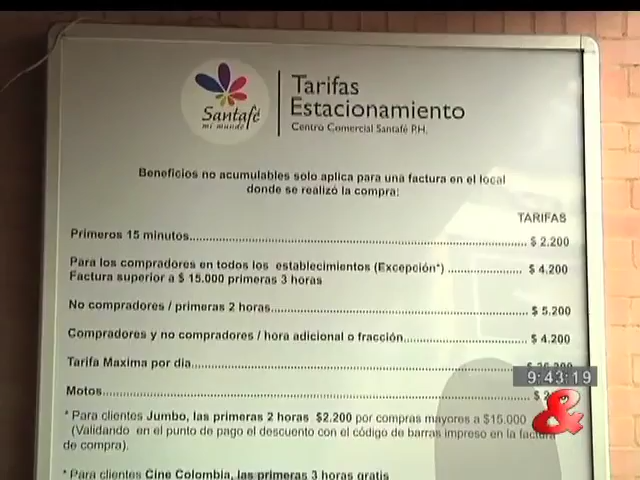 Santafé
mi mundo
Tarifas
Estacionamiento
Centro Comercial Santafé P.H.
Beneficios no acumulables solo aplica para una factura en el local
donde se realizó la compra:
TARIFAS
Primeros 15 minutos........ $ 2.200
Para los compradores en todos los establecimientos (Excepción*) ........ $ 4,200
Factura superior a $ 15.000 primeras 3 horas
No compradores / primeras 2 horas........ $ 5.200
Compradores y no compradores / hora adicional o fracción........ $ 4.200
Tarifa Maxima por dia........
9:43:19
Motos........ $
&
* Para clientes Jumbo, las primeras 2 horas $2.200 por compras mayores a $15.000
(Validando en el punto de pago el descuento con el código de barras impreso en la factura
de compra).
* Para clientes Cine Colombia, las primeras 3 horas gratis